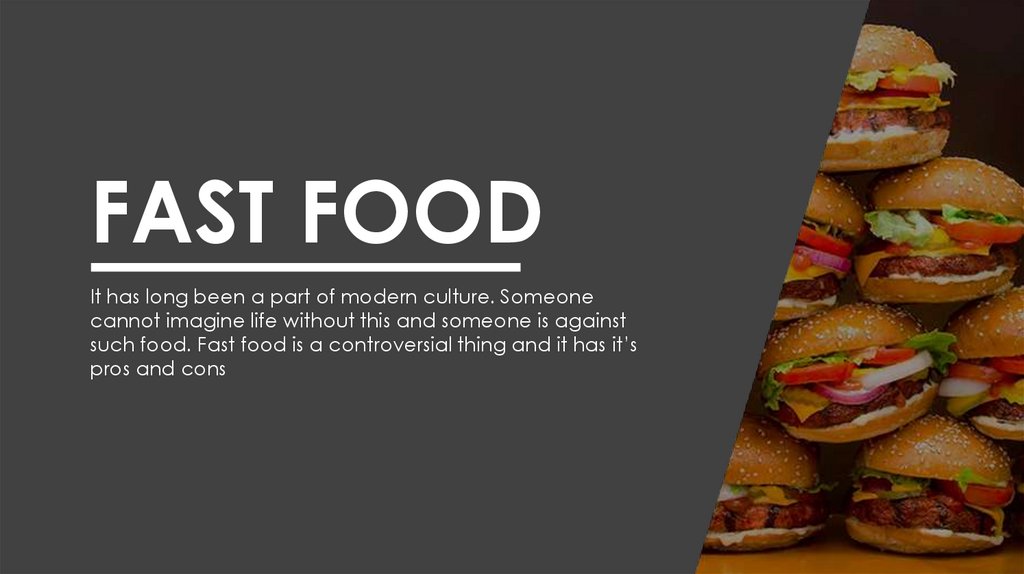 FAST FOOD
It has long been a part of modern culture. Someone
cannot imagine life without this and someone is against
such food. Fast food is a controversial thing and it has it’s
pros and cons